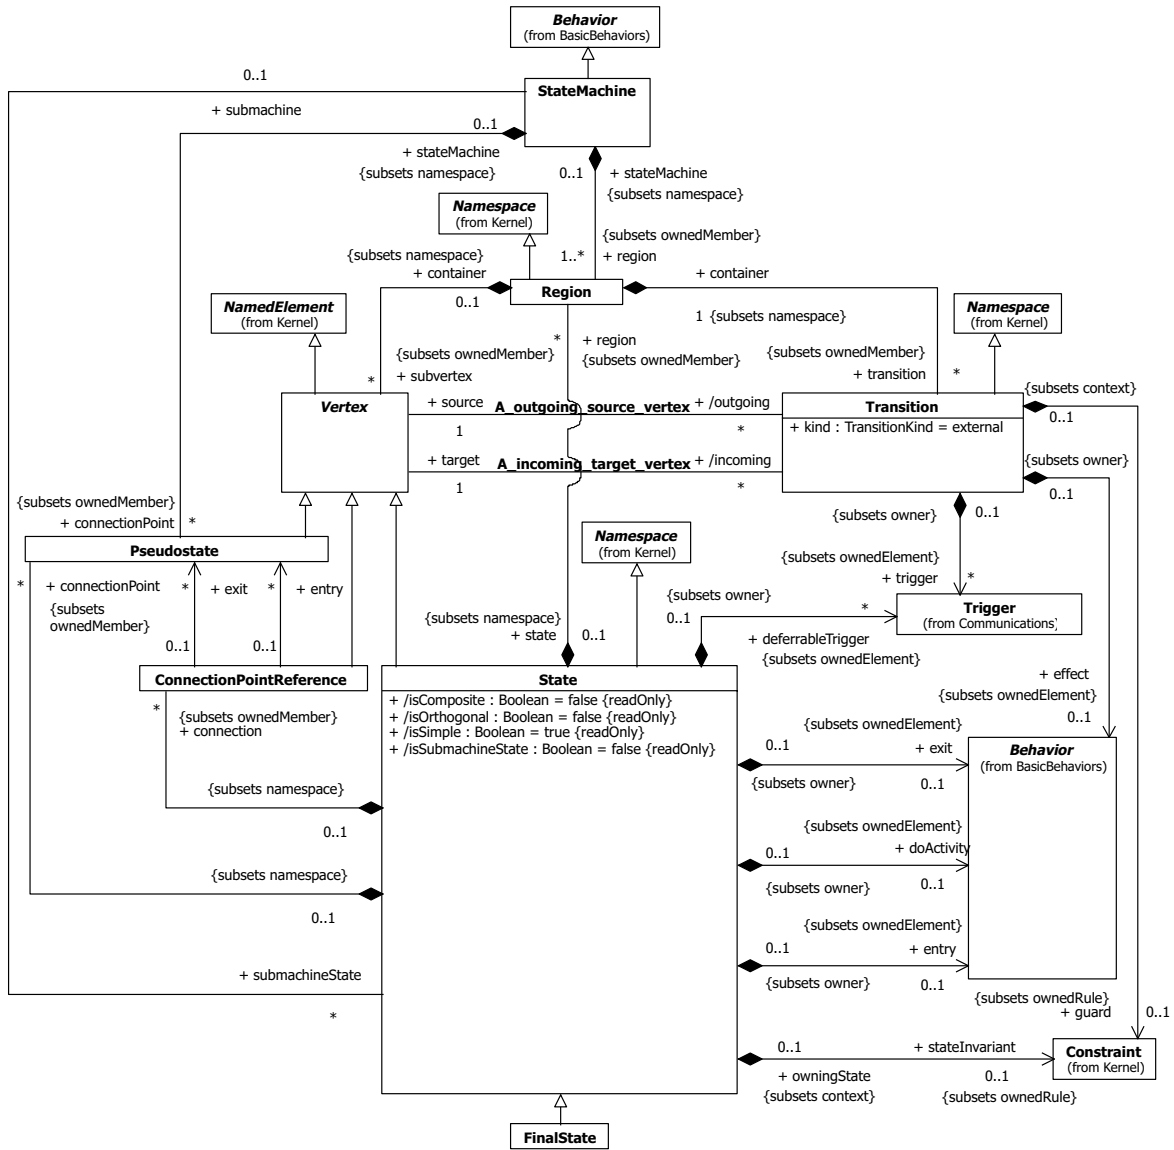 Behavior
(from BasicBehaviors)
0..1
StateMachine
+ submachine
0..1
+ stateMachine
{subsets namespace}
0..1
+ stateMachine
{subsets namespace}
Namespace
(from Kernel)
{subsets ownedMember}
1..*
+ region
{subsets namespace}
+ container
0..1
Region
+ container
1 {subsets namespace}
NamedElement
(from Kernel)
Namespace
(from Kernel)
*
+ region
{subsets ownedMember}
{subsets ownedMember}
+ subvertex
*
{subsets ownedMember}
+ transition
*
{subsets context}
0..1
Vertex
+ source
A_outgoing_source_vertex
+ /outgoing
1
*
Transition
+ kind : TransitionKind = external
+ target
A_incoming_target_vertex
+ /incoming
1
*
{subsets owner}
0..1
{subsets ownedMember}
+ connectionPoint
*
{subsets owner}
0..1
Pseudostate
Namespace
(from Kernel)
{subsets ownedElement}
+ trigger
*
*
+ connectionPoint
{subsets
ownedMember}
*
+ exit
*
+ entry
0..1
0..1
{subsets owner}
0..1
*
Trigger
(from Communications)
{subsets namespace}
+ state
0..1
+ deferrableTrigger
{subsets ownedElement}
ConnectionPointReference
State
+ /isComposite : Boolean = false {readOnly}
+ /isOrthogonal : Boolean = false {readOnly}
+ /isSimple : Boolean = true {readOnly}
+ /isSubmachineState : Boolean = false {readOnly}
+ effect
{subsets ownedElement}
0..1
*
{subsets ownedMember}
+ connection
{subsets ownedElement}
0..1
+ exit
{subsets owner}
0..1
Behavior
(from BasicBehaviors)
{subsets namespace}
0..1
{subsets ownedElement}
0..1
+ doActivity
{subsets owner}
0..1
{subsets namespace}
0..1
{subsets ownedElement}
0..1
+ entry
{subsets owner}
0..1
+ submachineState
*
{subsets ownedRule}
+ guard
0..1
0..1
+ stateInvariant
+ owningState
{subsets context}
0..1
{subsets ownedRule}
Constraint
(from Kernel)
FinalState